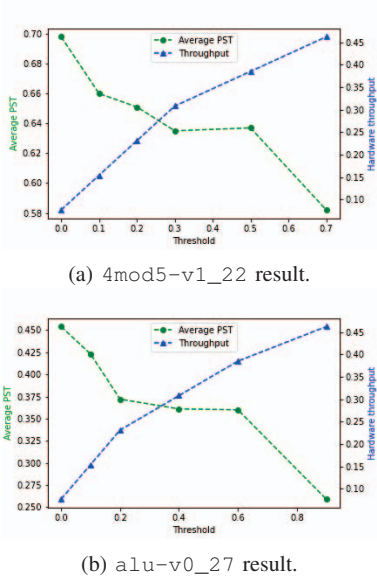 Average PST
Throughput
0.70
0.68
0.66
0.64
0.62
0.60
0.58
Average PST
0.45
0.40
0.35
0.30
0.25
0.20
0.15
0.10
Hardware throughput
0.0 0.1 0.2 0.3 0.4 0.5 0.6 0.7
Threshold
(a) 4mod5-v1_22 result.
Average PST
Throughput
0.450
0.425
0.400
0.375
0.350
0.325
0.300
0.275
0.250
Average PST
0.45
0.40
0.35
0.30
0.25
0.20
0.15
0.10
Hardware throughput
0.0 0.2 0.4 0.6 0.8
Threshold
(b) alu-v0_27 result.